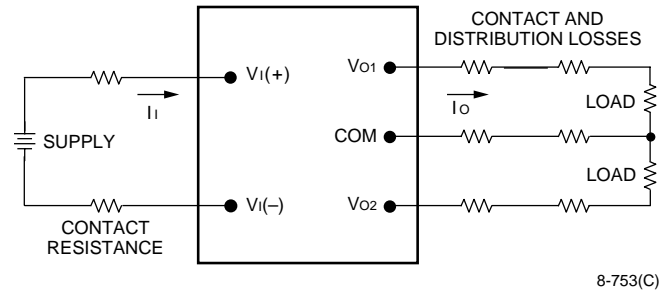 CONTACT AND
DISTRIBUTION LOSSES
VI(+)
VO1
II
IO
LOAD
SUPPLY
COM
LOAD
VI(–)
VO2
CONTACT
RESISTANCE
8-753(C)